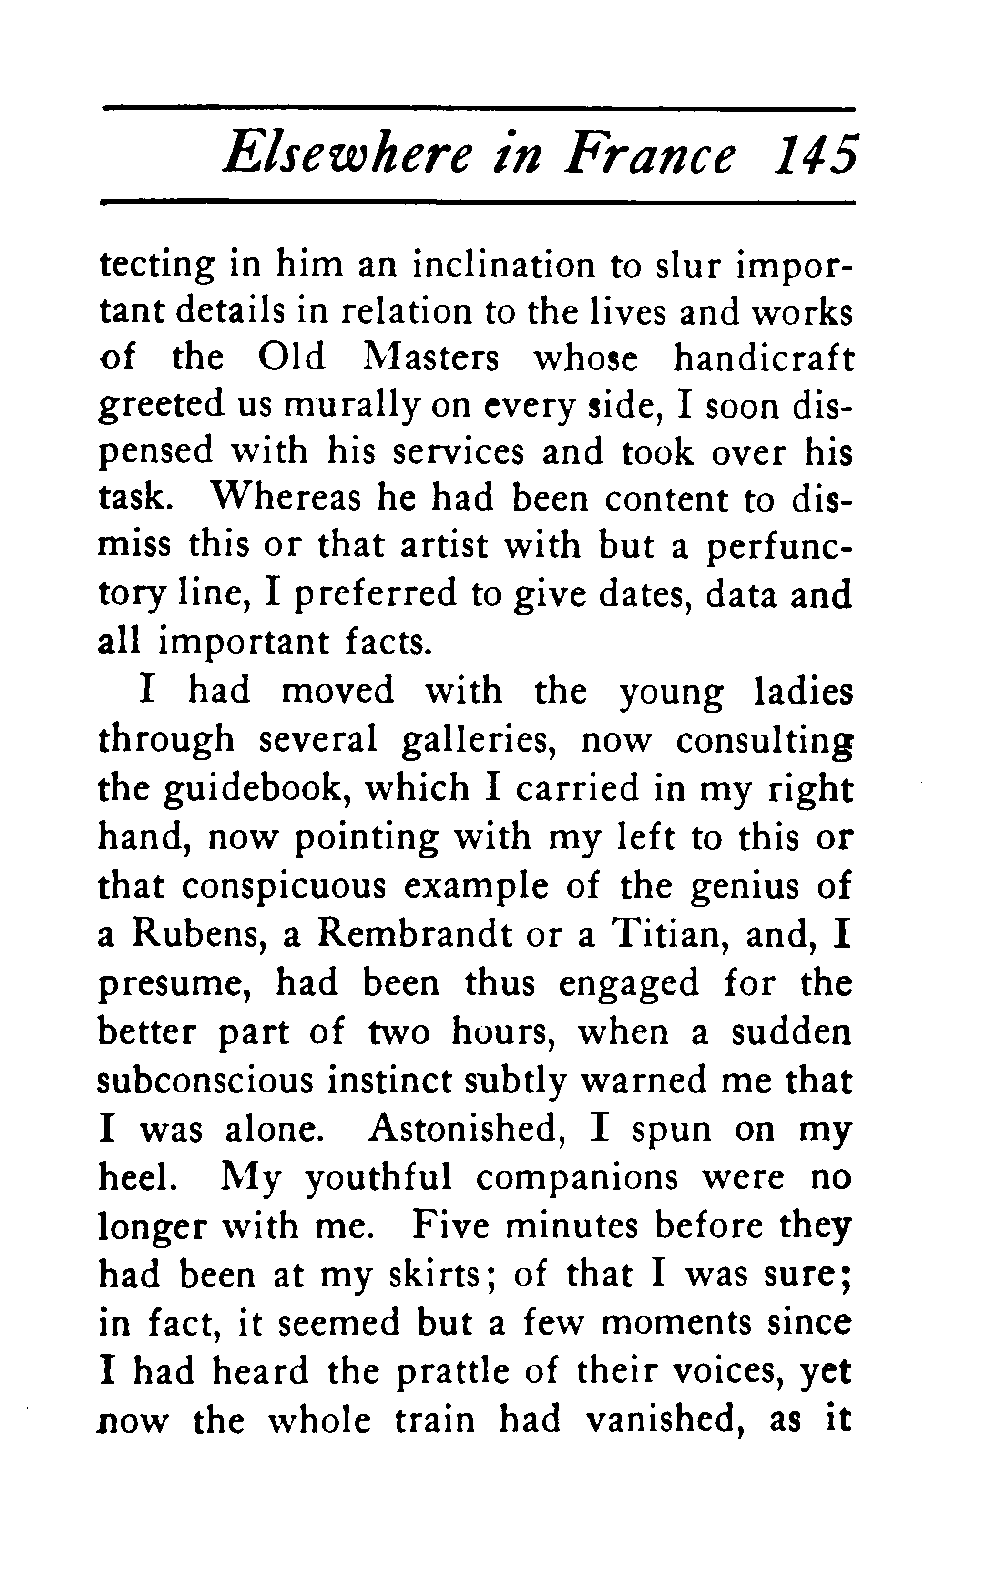 Elsewhere in France 145
tecting in him an inclination to slur impor-
tant details in relation to the lives and works
of the Old Masters whose handicraft
greeted us murally on every side, I soon dis-
pensed with his services and took over his
task. Whereas he had been content to dis-
miss this or that artist with but a perfunc-
tory line, I preferred to give dates, data and
all important facts.
I had moved with the young ladies
through several galleries, now consulting
the guidebook, which I carried in my right
hand, now pointing with my left to this or
that conspicuous example of the genius of
a Rubens, a Rembrandt or a Titian, and, I
presume, had been thus engaged for the
better part of two hours, when a sudden
subconscious instinct subtly warned me that
I was alone. Astonished, I spun on my
heel. My youthful companions were no
longer with me. Five minutes before they
had been at my skirts; of that I was sure;
in fact, it seemed but a few moments since
I had heard the prattle of their voices, yet
now the whole train had vanished, as it